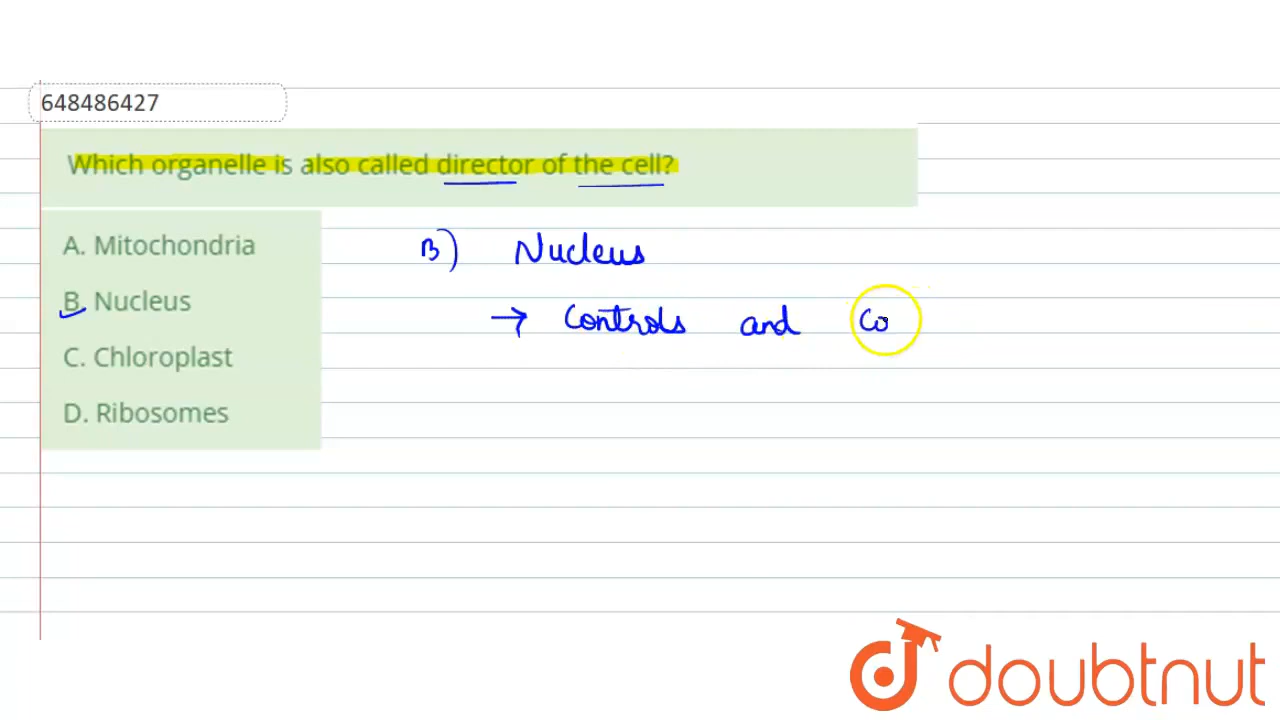 648486427
Which organelle is also called director of the cell?
A. Mitochondria
B. Nucleus
C. Chloroplast
D. Ribosomes
B) Nucleus
→ Controls and Co
doubtnut